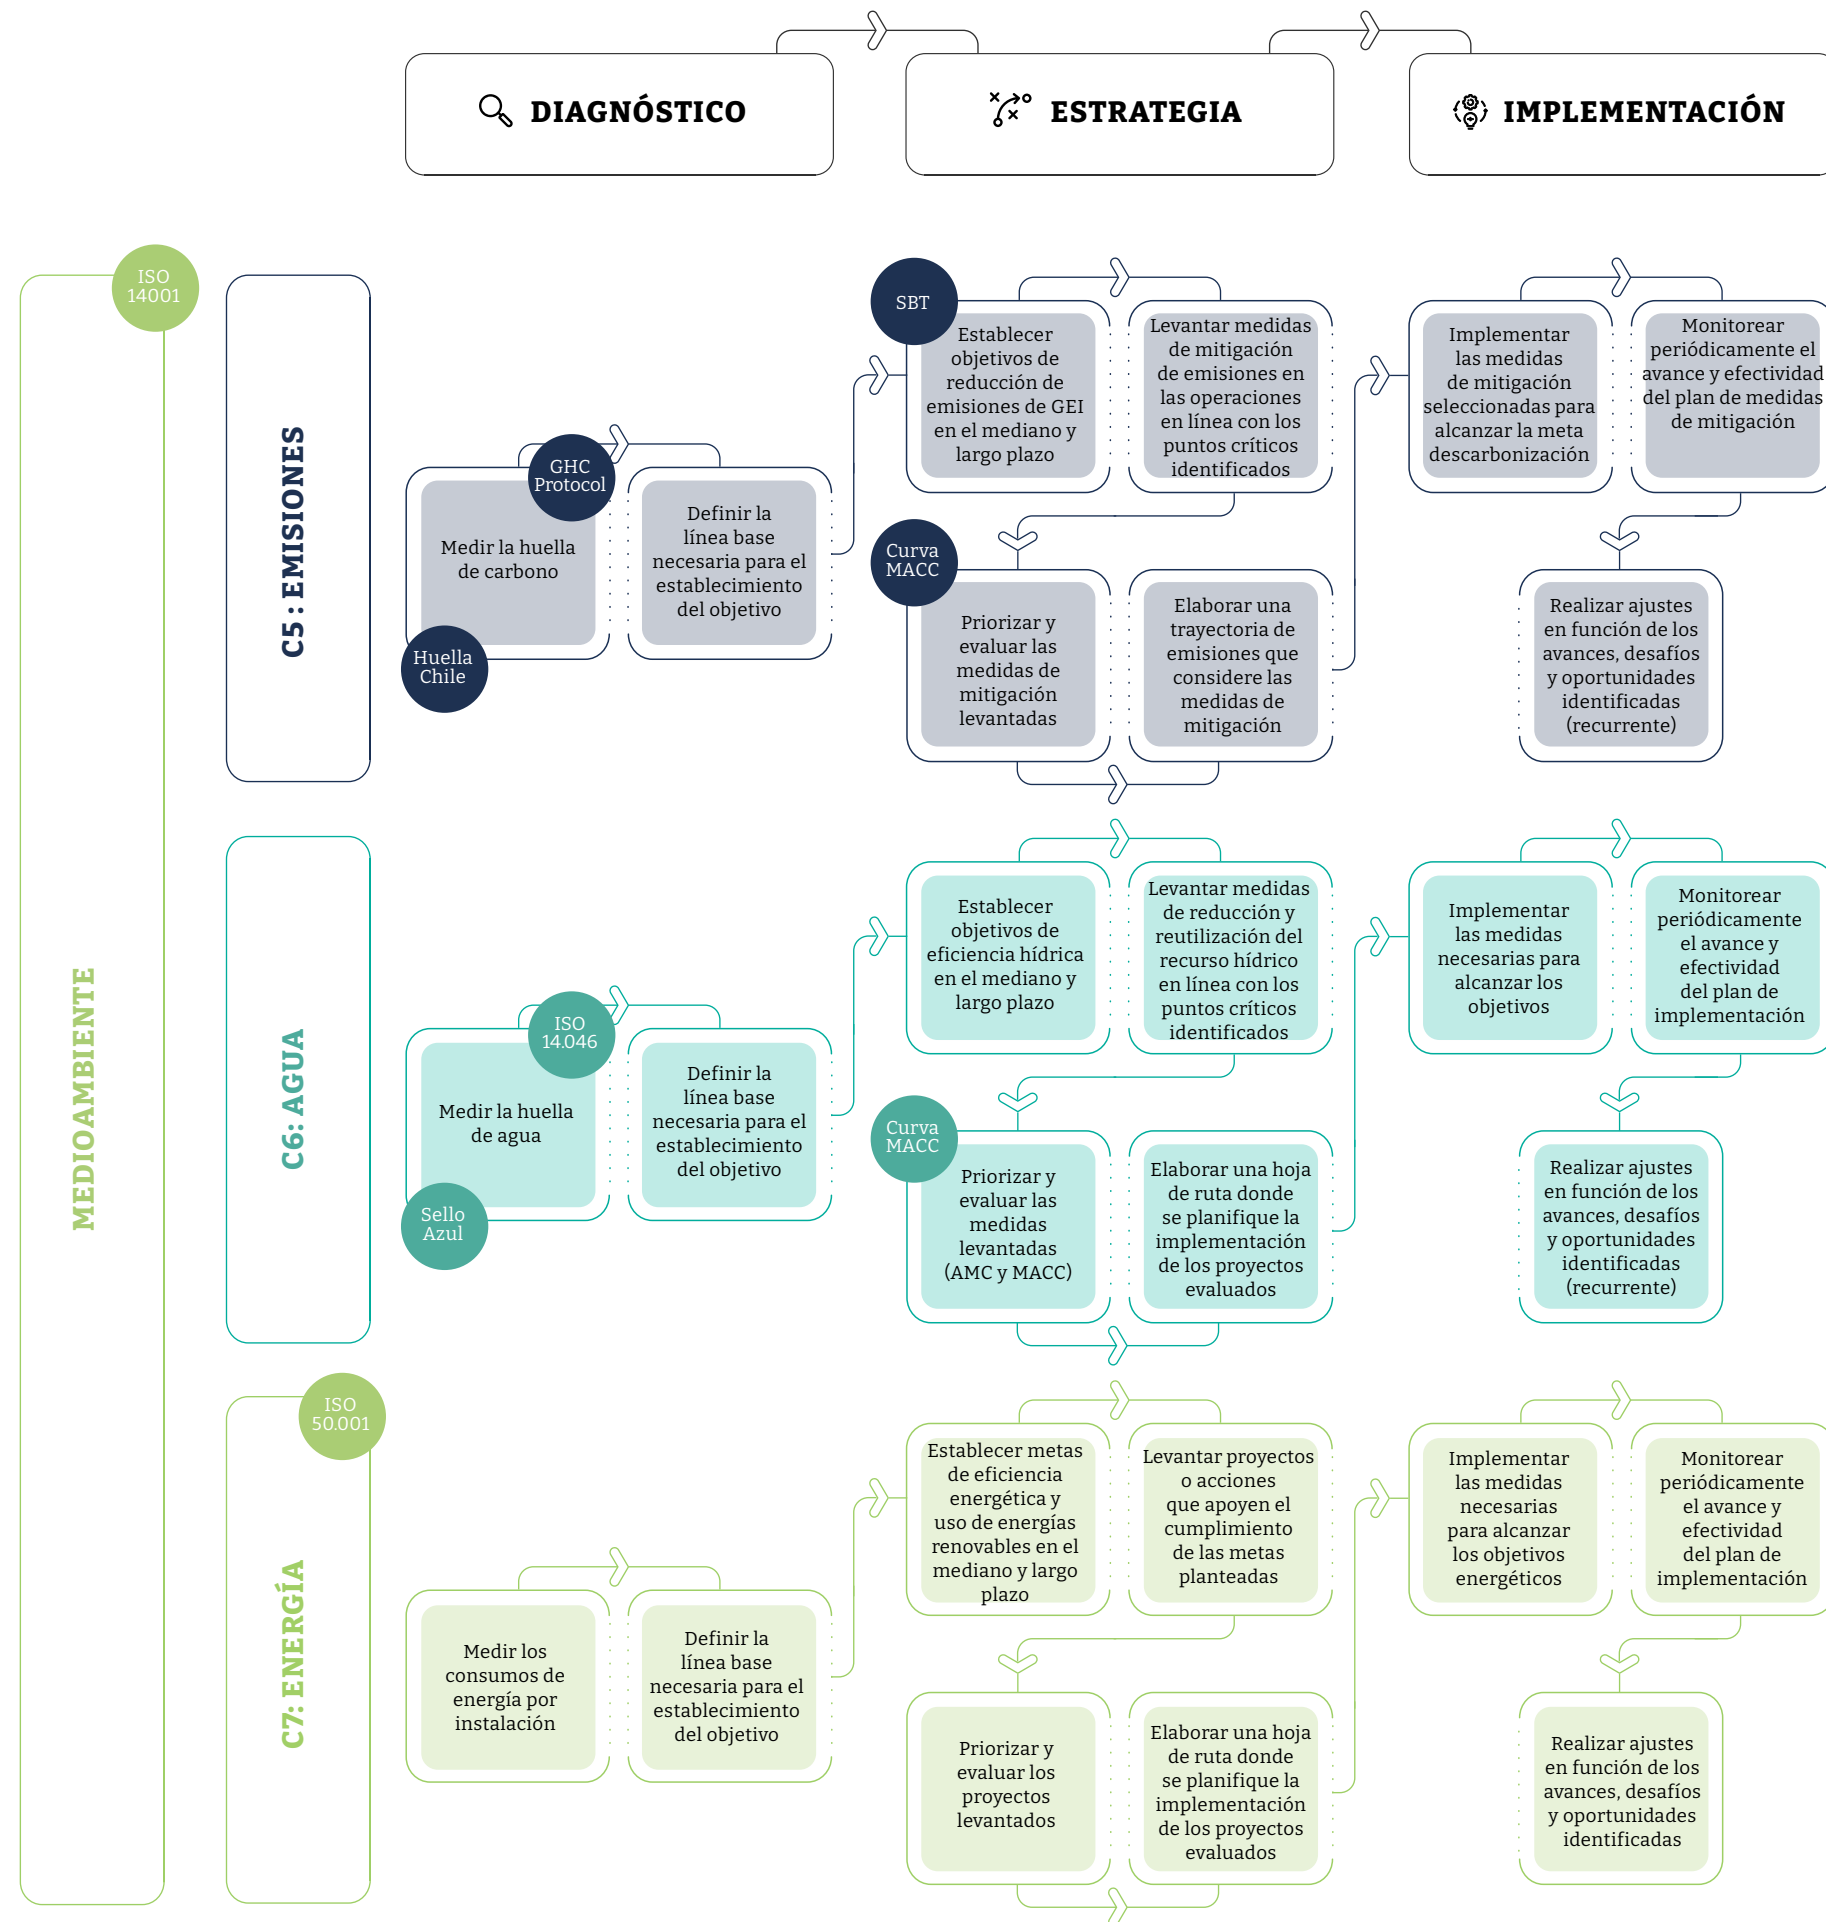 DIAGNÓSTICO
ESTRATEGIA
IMPLEMENTACIÓN
MEDIOAMBIENTE
ISO
14001
C5 : EMISIONES
Medir la huella
de carbono
GHC
Protocol
Huella
Chile
Definir la
línea base
necesaria para el
establecimiento
del objetivo
SBT
Establecer
objetivos de
reducción de
emisiones de GEI
en el mediano y
largo plazo
Levantar medidas
de mitigación
de emisiones en
las operaciones
en línea con los
puntos críticos
identificados
Curva
MACC
Priorizar y
evaluar las
medidas de
mitigación
levantadas
Elaborar una
trayectoria de
emisiones que
considere las
medidas de
mitigación
Implementar
las medidas
de mitigación
seleccionadas para
alcanzar la meta
descarbonización
Monitorear
periódicamente el
avance y efectividad
del plan de medidas
de mitigación
Realizar ajustes
en función de los
avances, desafíos
y oportunidades
identificadas
(recurrente)
C6: AGUA
Medir la huella
de agua
ISO
14.046
Sello
Azul
Definir la
línea base
necesaria para el
establecimiento
del objetivo
Establecer
objetivos de
eficiencia hídrica
en el mediano y
largo plazo
Levantar medidas
de reducción y
reutilización del
recurso hídrico
en línea con los
puntos críticos
identificados
Curva
MACC
Priorizar y
evaluar las
medidas
levantadas
(AMC y MACC)
Elaborar una hoja
de ruta donde
se planifique la
implementación
de los proyectos
evaluados
Implementar
las medidas
necesarias para
alcanzar los
objetivos
Monitorear
periódicamente
el avance y
efectividad
del plan de
implementación
Realizar ajustes
en función de los
avances, desafíos
y oportunidades
identificadas
(recurrente)
C7: ENERGÍA
ISO
50.001
Medir los
consumos de
energía por
instalación
Definir la
línea base
necesaria para el
establecimiento
del objetivo
Establecer metas
de eficiencia
energética y
uso de energías
renovables en el
mediano y largo
plazo
Levantar proyectos
o acciones
que apoyen el
cumplimiento
de las metas
planteadas
Priorizar y
evaluar los
proyectos
levantados
Elaborar una hoja
de ruta donde
se planifique la
implementación
de los proyectos
evaluados
Implementar
las medidas
necesarias
para alcanzar
los objetivos
energéticos
Monitorear
periódicamente
el avance y
efectividad
del plan de
implementación
Realizar ajustes
en función de los
avances, desafíos
y oportunidades
identificadas